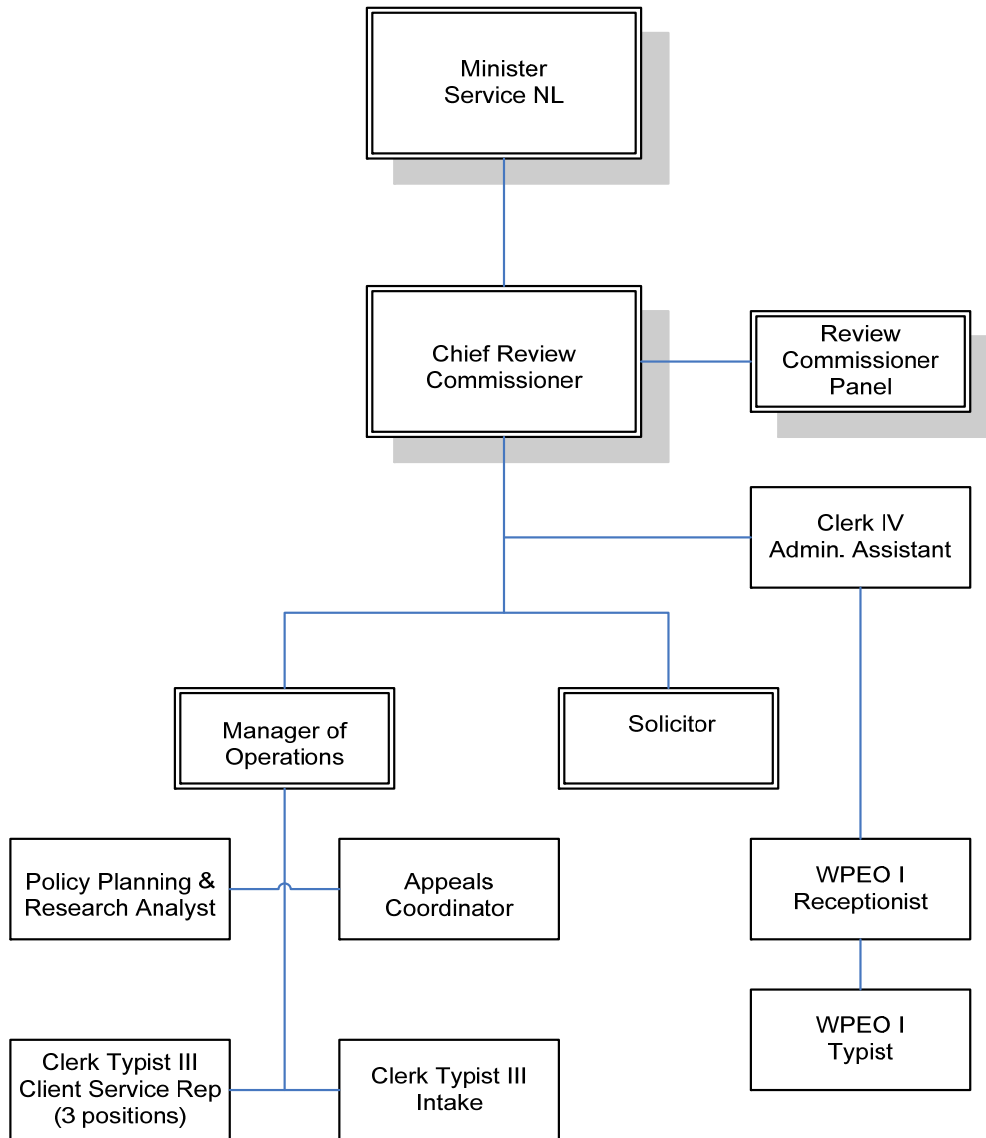 Minister
Service NL
Chief Review
Commissioner
Review
Commissioner
Panel
Clerk IV
Admin. Assistant
Manager of
Operations
Solicitor
Policy Planning &
Research Analyst
Appeals
Coordinator
WPEO I
Receptionist
WPEO I
Typist
Clerk Typist III
Client Service Rep
(3 positions)
Clerk Typist III
Intake